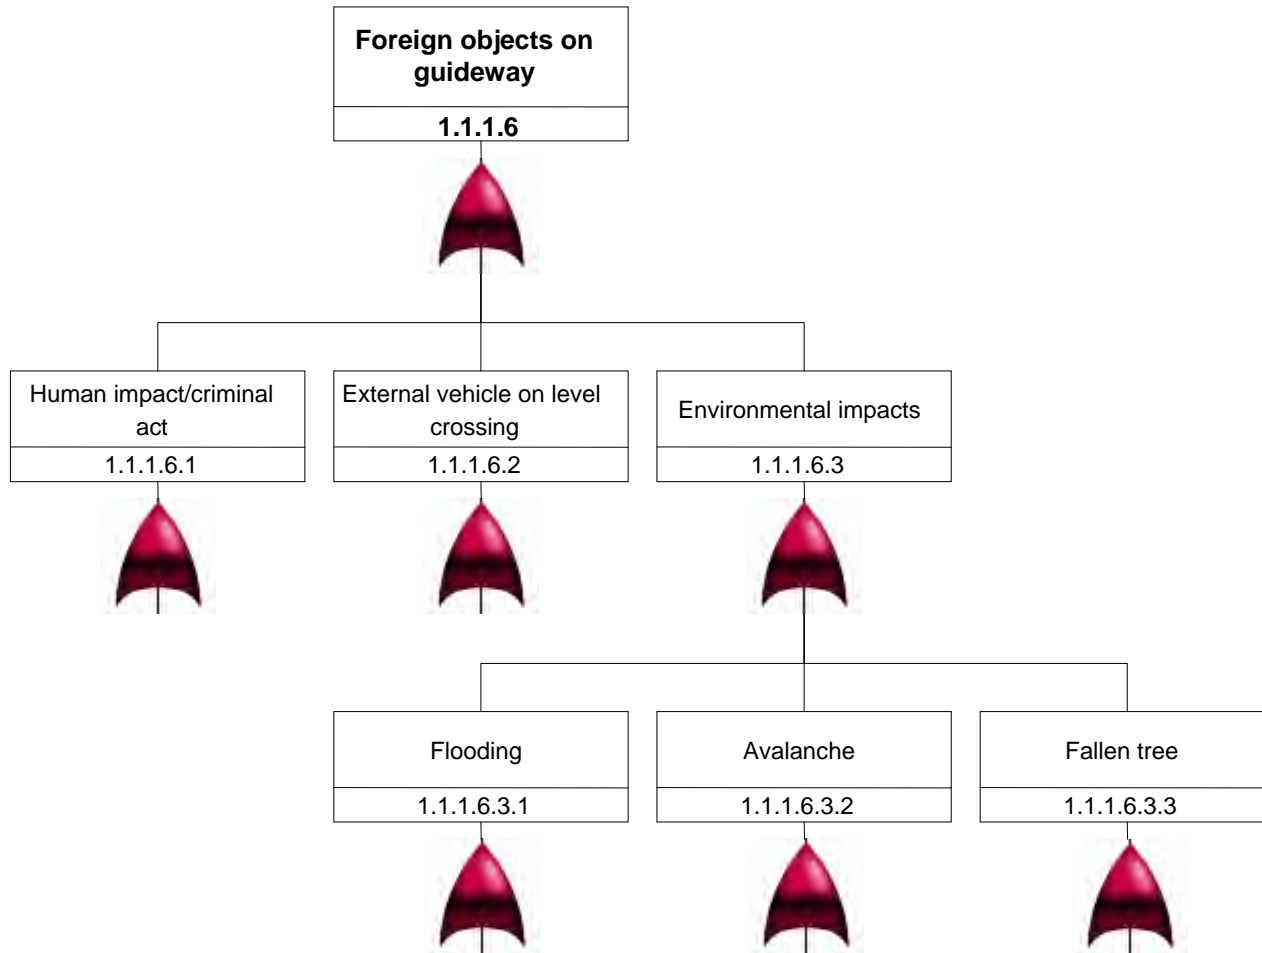 Foreign objects on
guideway
1.1.1.6
Human impact/criminal
act
1.1.1.6.1
External vehicle on level
crossing
1.1.1.6.2
Environmental impacts
1.1.1.6.3
Flooding
1.1.1.6.3.1
Avalanche
1.1.1.6.3.2
Fallen tree
1.1.1.6.3.3